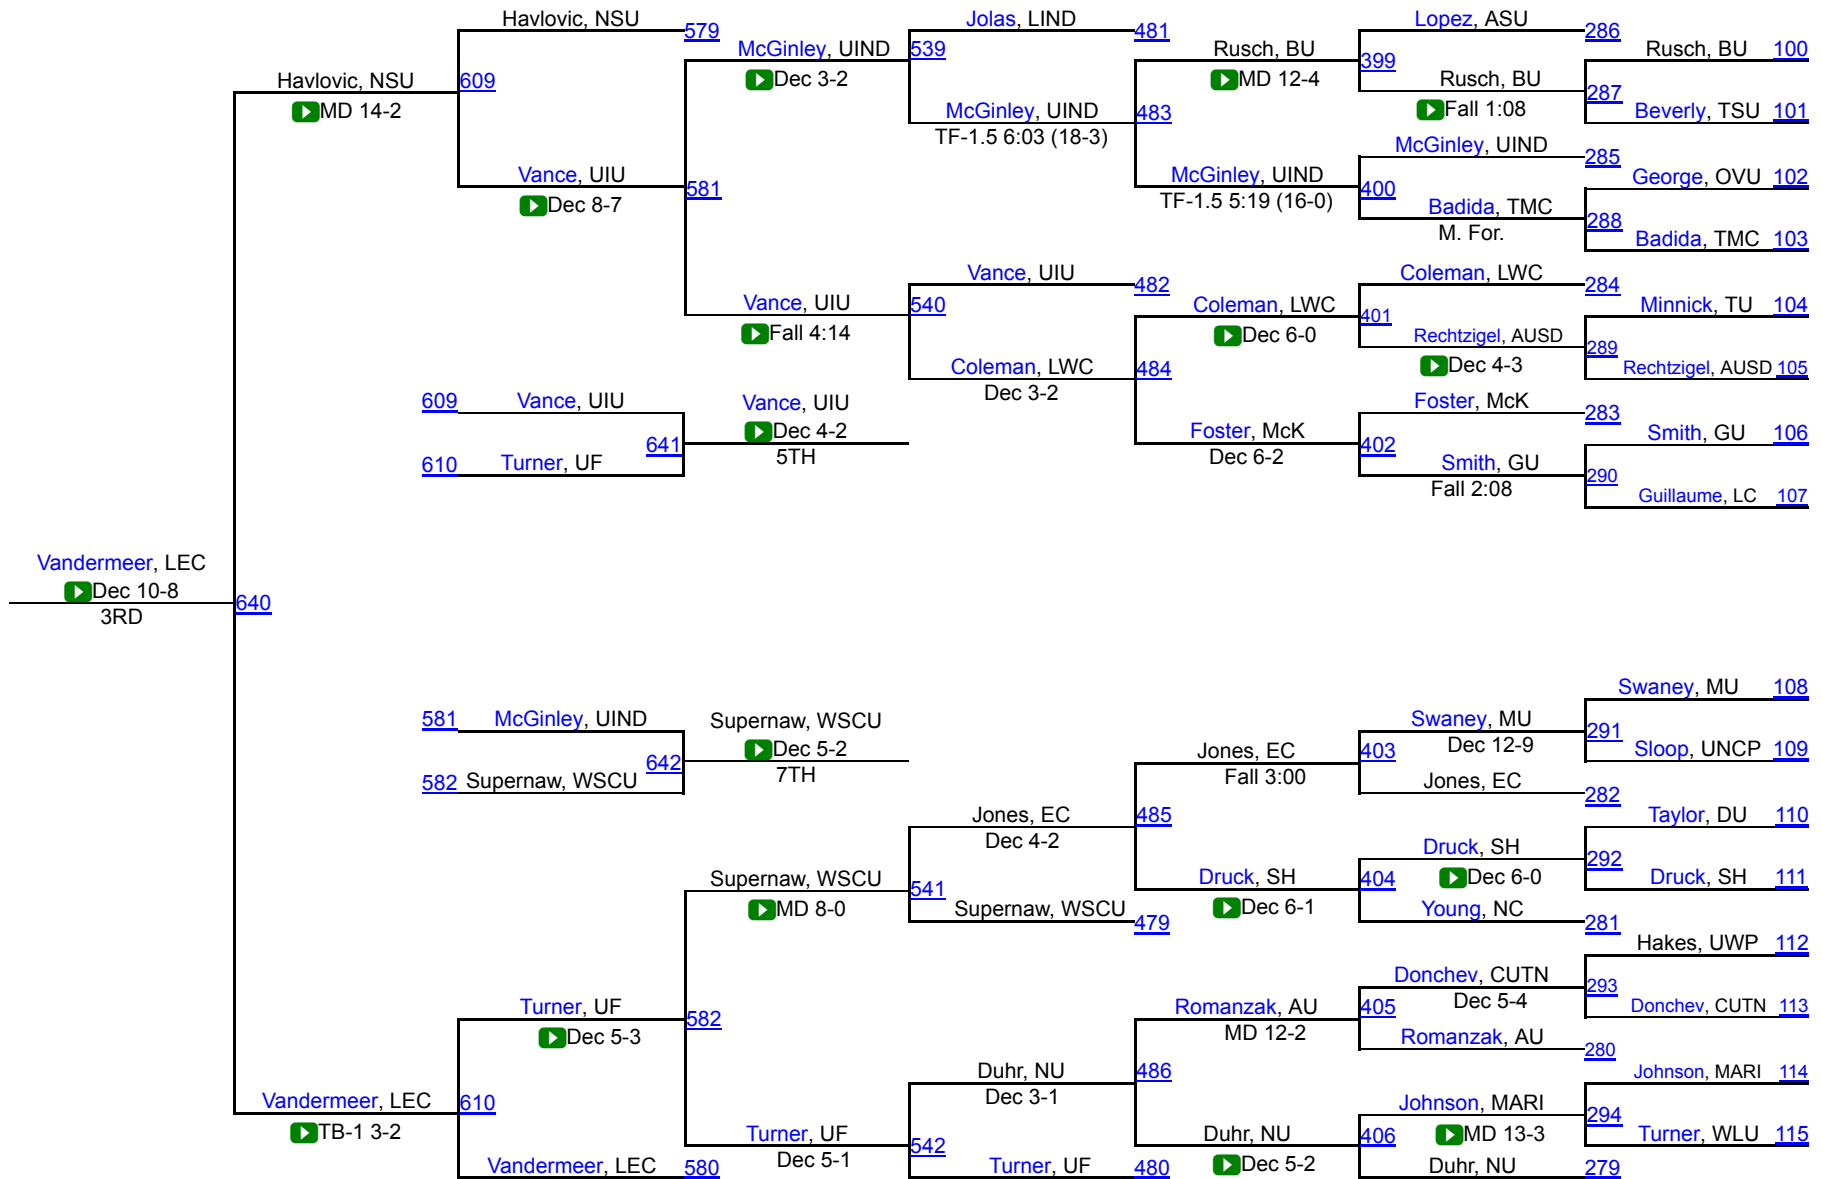 Havlovic, NSU
579
Jolas, LIND
481
Lopez, ASU
286
McGinley, UIND
539
Rusch, BU
Rusch, BU 100
Havlovic, NSU
609
Dec 3-2
MD 12-4
399
Rusch, BU
287
MD 14-2
McGinley, UIND
483
Fall 1:08
Beverly, TSU 101
TF-1.5 6:03 (18-3)
McGinley, UIND
285
Vance, UIU
581
McGinley, UIND
400
George, OVU 102
Dec 8-7
TF-1.5 5:19 (16-0)
Badida, TMC
288
M. For.
Badida, TMC 103
Vance, UIU
482
Coleman, LWC
284
Vance, UIU
540
Coleman, LWC
401
Minnick, TU 104
Fall 4:14
Dec 6-0
Rechtzigel, AUSD
289
Coleman, LWC
484
Dec 4-3
Rechtzigel, AUSD 105
Dec 3-2
609 Vance, UIU
Vance, UIU
Foster, McK
283
641
Dec 4-2
Foster, McK
402
Smith, GU 106
610 Turner, UF
5TH
Dec 6-2
Smith, GU
290
Fall 2:08
Guillaume, LC 107
Vandermeer, LEC
Dec 10-8
640
3RD
Swaney, MU 108
581 McGinley, UIND
Supernaw, WSCU
Swaney, MU
291
642
Dec 5-2
Jones, EC
403
Dec 12-9
Sloop, UNCP 109
582 Supernaw, WSCU
7TH
Fall 3:00
Jones, EC
282
Jones, EC
485
Taylor, DU 110
Dec 4-2
Druck, SH
292
Supernaw, WSCU
541
Druck, SH
404
Dec 6-0
Druck, SH 111
MD 8-0
Supernaw, WSCU
479
Dec 6-1
Young, NC
281
Hakes, UWP 112
Donchev, CUTN
293
Turner, UF
582
Romanzak, AU
405
Dec 5-4
Donchev, CUTN 113
Dec 5-3
MD 12-2
Romanzak, AU
280
Duhr, NU
486
Johnson, MARI 114
Dec 3-1
Vandermeer, LEC
610
Johnson, MARI
294
TB-1 3-2
Turner, UF
542
Duhr, NU
406
MD 13-3
Turner, WLU 115
Dec 5-1
Vandermeer, LEC
580
Turner, UF
480
Dec 5-2
Duhr, NU
279